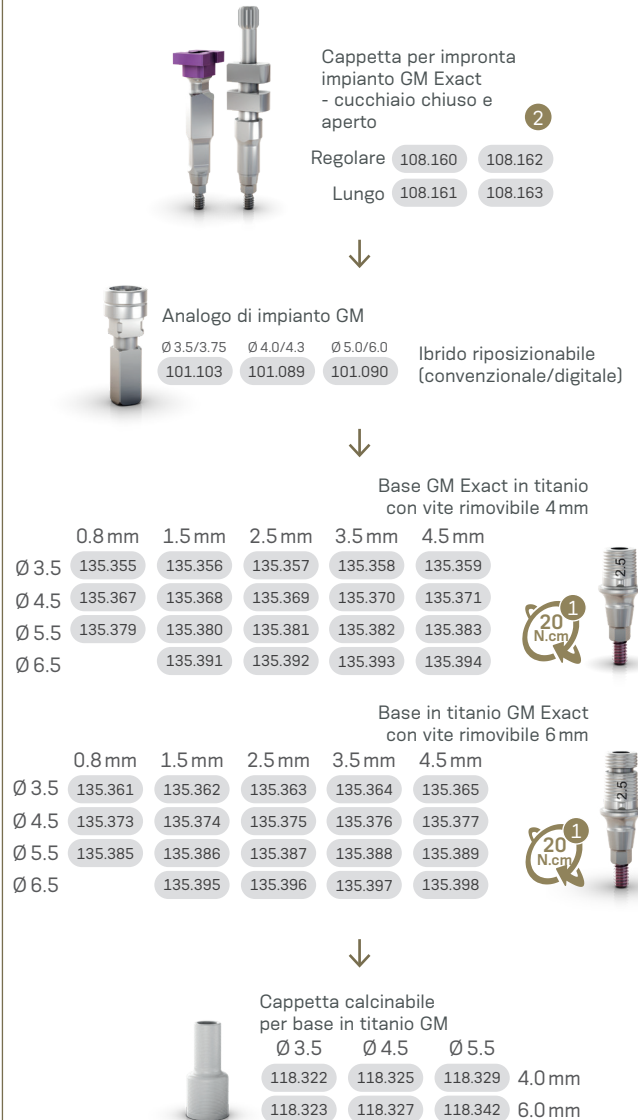 Cappetta per impronta
impianto GM Exact
- cucchiaio chiuso e
aperto
2
Regolare 108.160 108.162
Lungo 108.161 108.163
Analogo di impianto GM
Ø 3.5/3.75 Ø 4.0/4.3 Ø 5.0/6.0
101.103 101.089 101.090
Ibrido riposizionabile
(convenzionale/digitale)
Base GM Exact in titanio
con vite rimovibile 4 mm
0.8 mm 1.5 mm 2.5 mm 3.5 mm 4.5 mm
Ø 3.5 135.355 135.356 135.357 135.358 135.359
Ø 4.5 135.367 135.368 135.369 135.370 135.371
Ø 5.5 135.379 135.380 135.381 135.382 135.383
Ø 6.5 135.391 135.392 135.393 135.394
1
20
N.cm
2.5
Base in titanio GM Exact
con vite rimovibile 6 mm
0.8 mm 1.5 mm 2.5 mm 3.5 mm 4.5 mm
Ø 3.5 135.361 135.362 135.363 135.364 135.365
Ø 4.5 135.373 135.374 135.375 135.376 135.377
Ø 5.5 135.385 135.386 135.387 135.388 135.389
Ø 6.5 135.395 135.396 135.397 135.398
1
20
N.cm
2.5
Cappetta calcinabile
per base in titanio GM
Ø 3.5 Ø 4.5 Ø 5.5
118.322 118.325 118.329 4.0 mm
118.323 118.327 118.342 6.0 mm